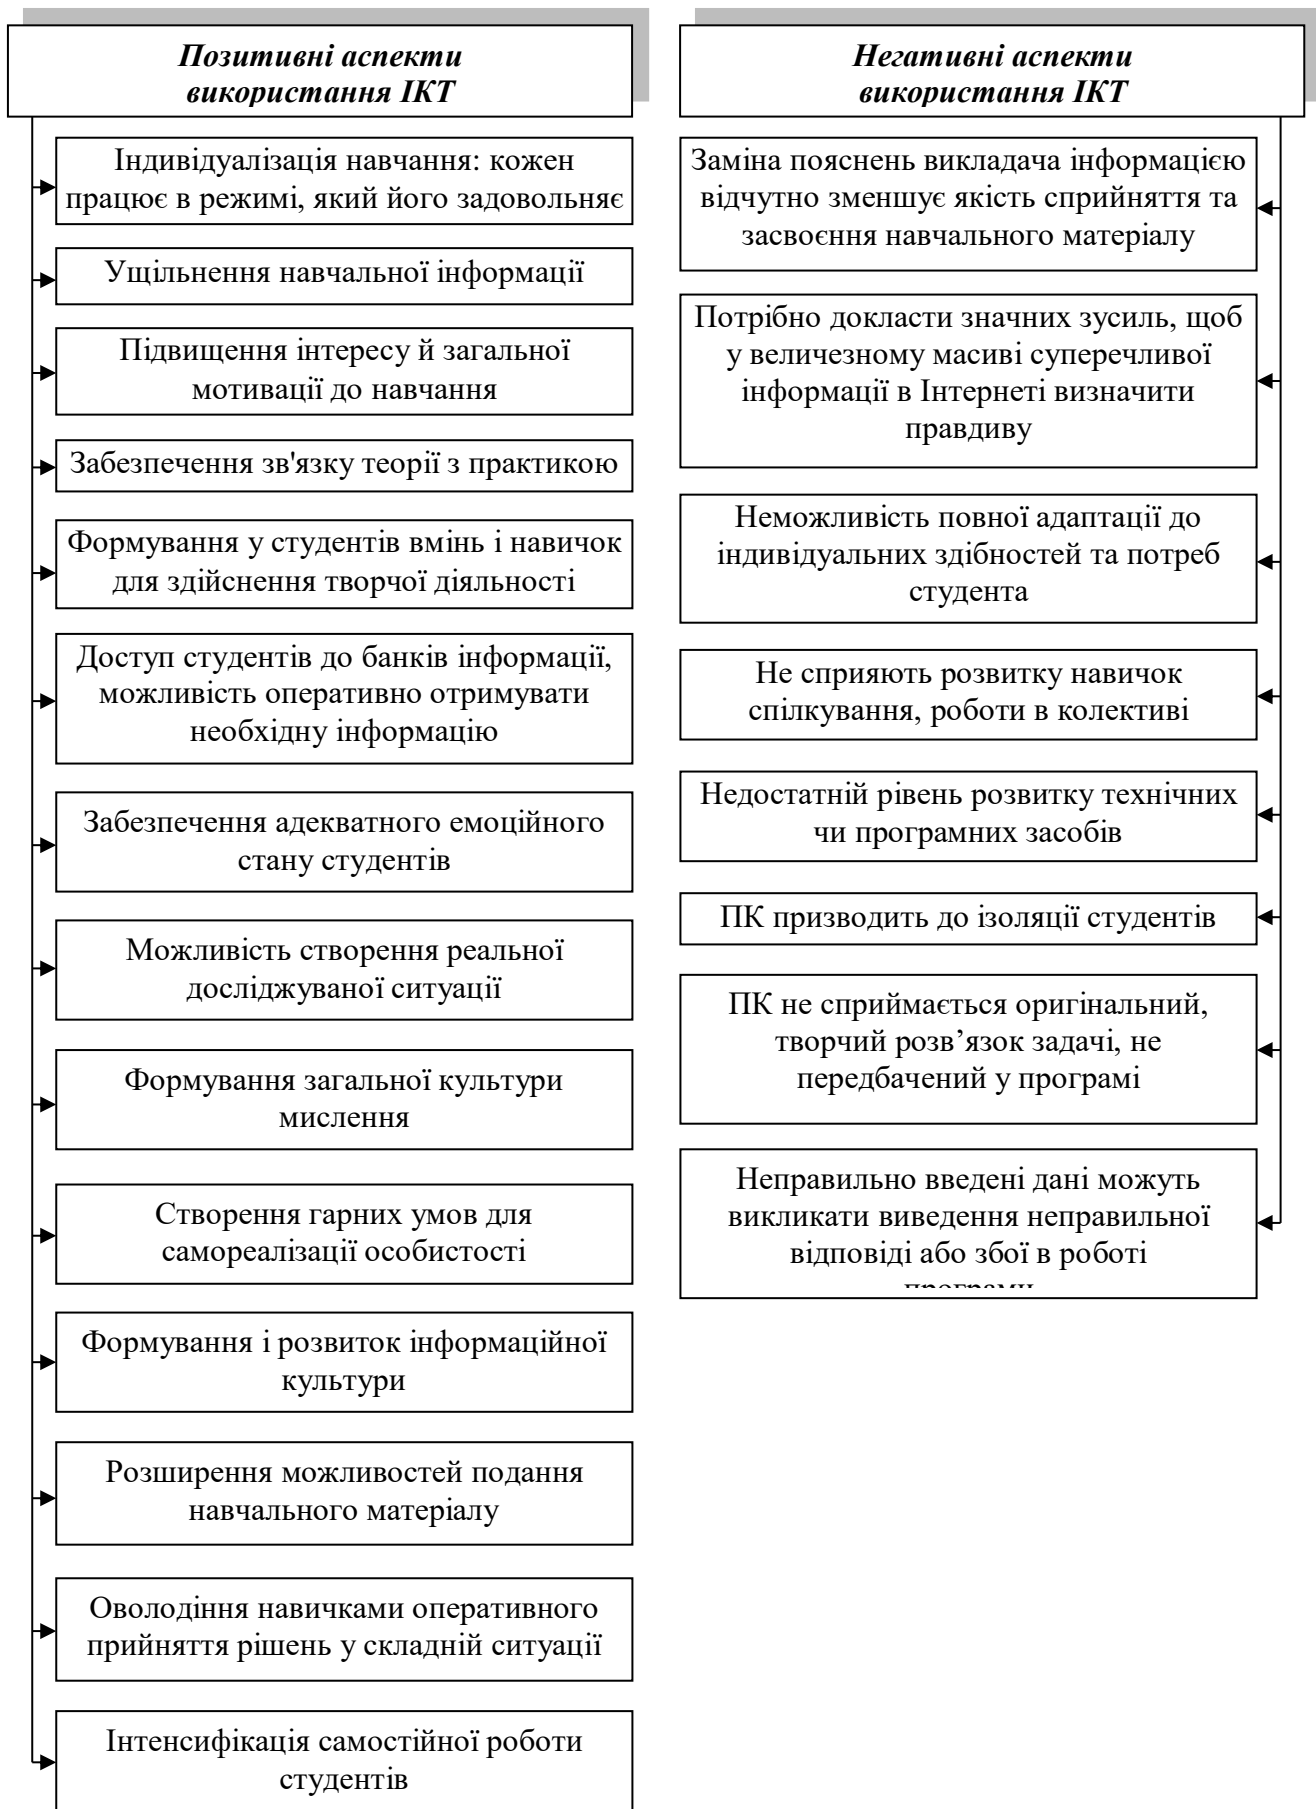 Позитивні аспекти
використання ІКТ
Індивідуалізація навчання: кожен
працює в режимі, який його задовольняє
Ущільнення навчальної інформації
Підвищення інтересу й загальної
мотивації до навчання
Забезпечення зв'язку теорії з практикою
Формування у студентів вмінь і навичок
для здійснення творчої діяльності
Доступ студентів до банків інформації,
можливість оперативно отримувати
необхідну інформацію
Забезпечення адекватного емоційного
стану студентів
Можливість створення реальної
досліджуваної ситуації
Формування загальної культури
мислення
Створення гарних умов для
самореалізації особистості
Формування і розвиток інформаційної
культури
Розширення можливостей подання
навчального матеріалу
Оволодіння навичками оперативного
прийняття рішень у складній ситуації
Інтенсифікація самостійної роботи
студентів
Негативні аспекти
використання ІКТ
Заміна пояснень викладача інформацією
відчутно зменшує якість сприйняття та
засвоєння навчального матеріалу
Потрібно докласти значних зусиль, щоб
у величезному масиві суперечливої
інформації в Інтернеті визначити
правдиву
Неможливість повної адаптації до
індивідуальних здібностей та потреб
студента
Не сприяють розвитку навичок
спілкування, роботи в колективі
Недостатній рівень розвитку технічних
чи програмних засобів
ПК призводить до ізоляції студентів
ПК не сприймається оригінальний,
творчий розв’язок задачі, не
передбачений у програмі
Неправильно введені дані можуть
викликати виведення неправильної
відповіді або збої в роботі
програми